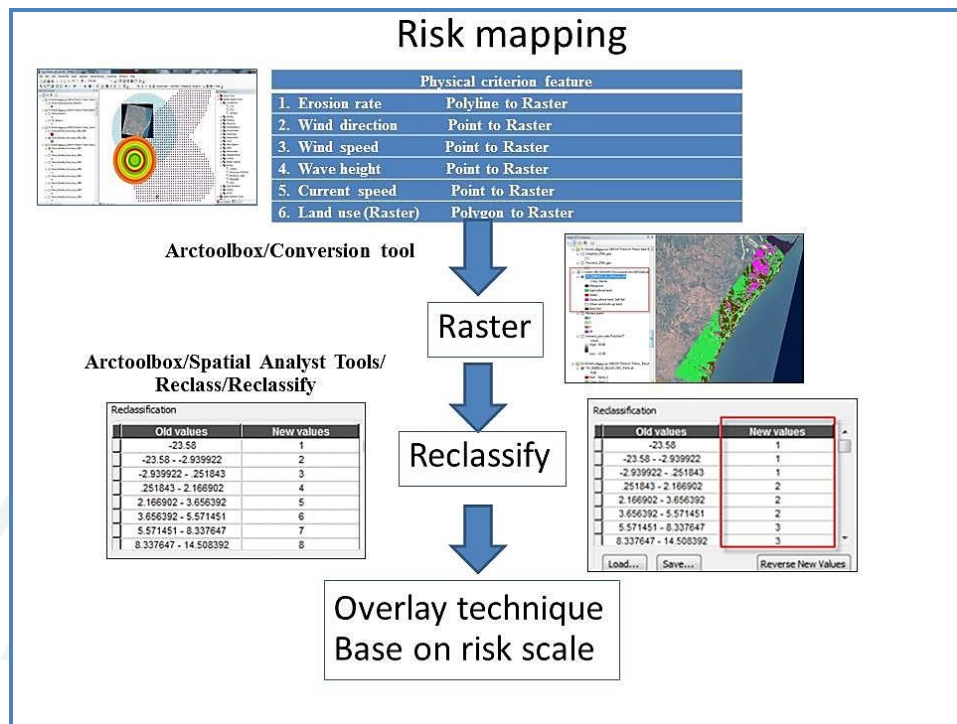 Risk mapping
Physical criterion feature
1. Erosion rate Polyline to Raster
2. Wind direction Point to Raster
3. Wind speed Point to Raster
4. Wave height Point to Raster
5. Current speed Point to Raster
6. Land use (Raster) Polygon to Raster
Arctoolbox/Conversion tool
Raster
Arctoolbox/Spatial Analyst Tools/
Reclass/Reclassify
Reclassification
Old values New values
-23.58 1
-23.58 - -2.939922 2
-2.939922 - .251843 3
.251843 - 2.166902 4
2.166902 - 3.656392 5
3.656392 - 5.571451 6
5.571451 - 8.337647 7
8.337647 - 14.508392 8
Reclassify
Reclassification
Old values New values
-23.58 1
-23.58 - -2.939922 1
-2.939922 - .251843 1
.251843 - 2.166902 2
2.166902 - 3.656392 2
3.656392 - 5.571451 2
5.571451 - 8.337647 3
8.337647 - 14.508392 3
Load... Save... Reverse New Values
Overlay technique
Base on risk scale